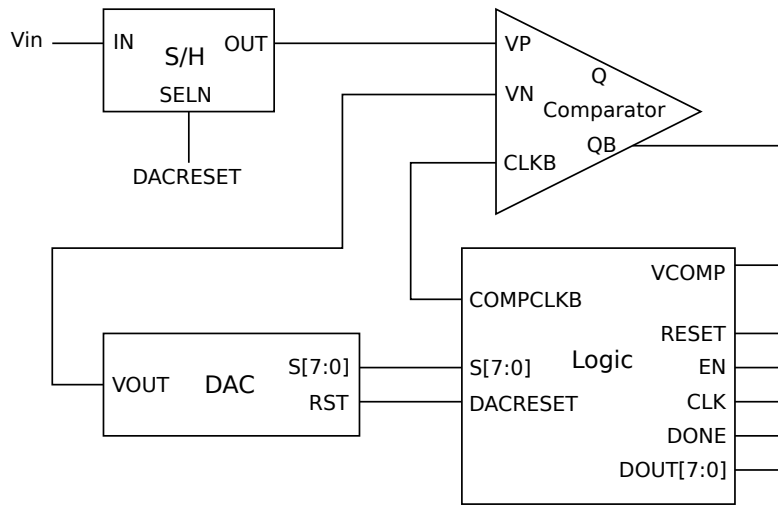 Vin
IN
S/H
OUT
SELN
DACRESET
VP
VN
Q
Comparator
QB
CLKB
COMPCLKB
VCOMP
RESET
Logic
EN
CLK
DONE
DOUT[7:0]
S[7:0]
DACRESET
VOUT
DAC
S[7:0]
RST